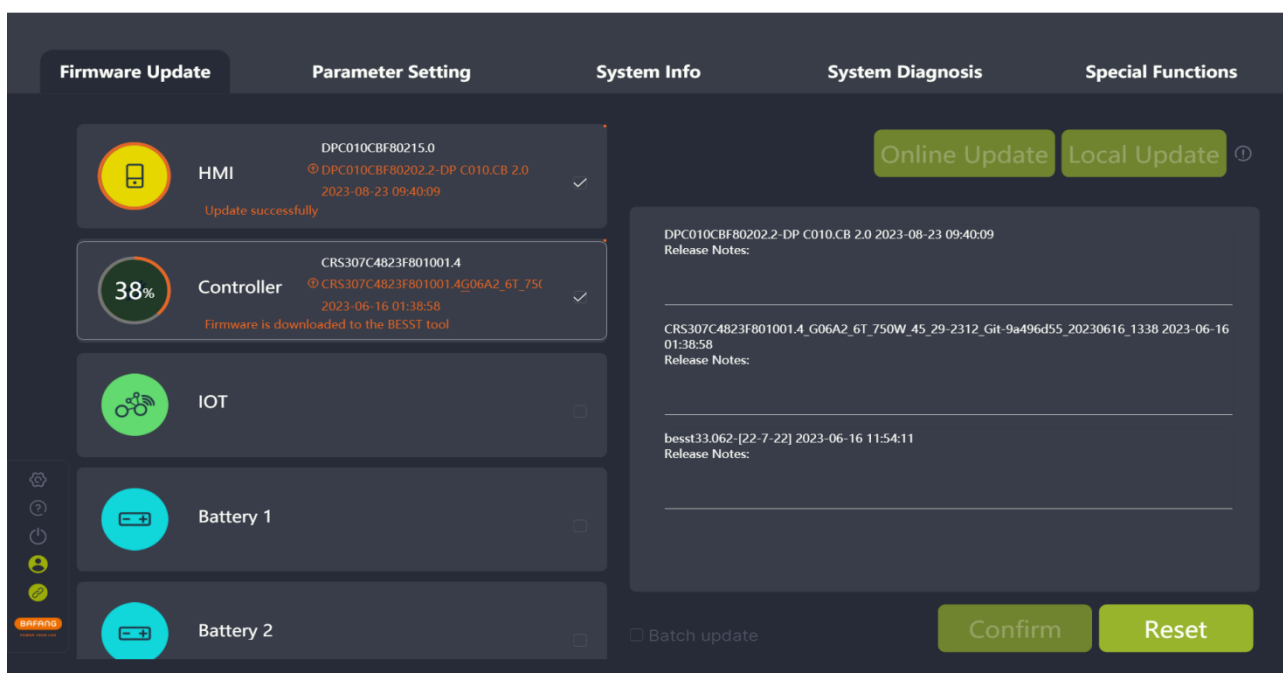 Firmware Update
Parameter Setting
System Info
System Diagnosis
Special Functions
HMI
DPC010CBF80215.0
DPC010CBF80202.2-DP C010.CB 2.0
2023-08-23 09:40:09
Update successfully
38%
Controller
CRS307C4823F801001.4
CRS307C4823F801001.4G06A2_6T_750
2023-06-16 01:38:58
Firmware is downloaded to the BESST tool
IOT
Battery 1
Battery 2
BAFANG
Online Update
Local Update
DPC010CBF80202.2-DP C010.CB 2.0 2023-08-23 09:40:09
Release Notes:
CRS307C4823F801001.4_G06A2_6T_750W_45_29-2312_Git-9a496d55_20230616_1338 2023-06-16
01:38:58
Release Notes:
besst33.062-[22-7-22] 2023-06-16 11:54:11
Release Notes:
Batch update
Confirm
Reset